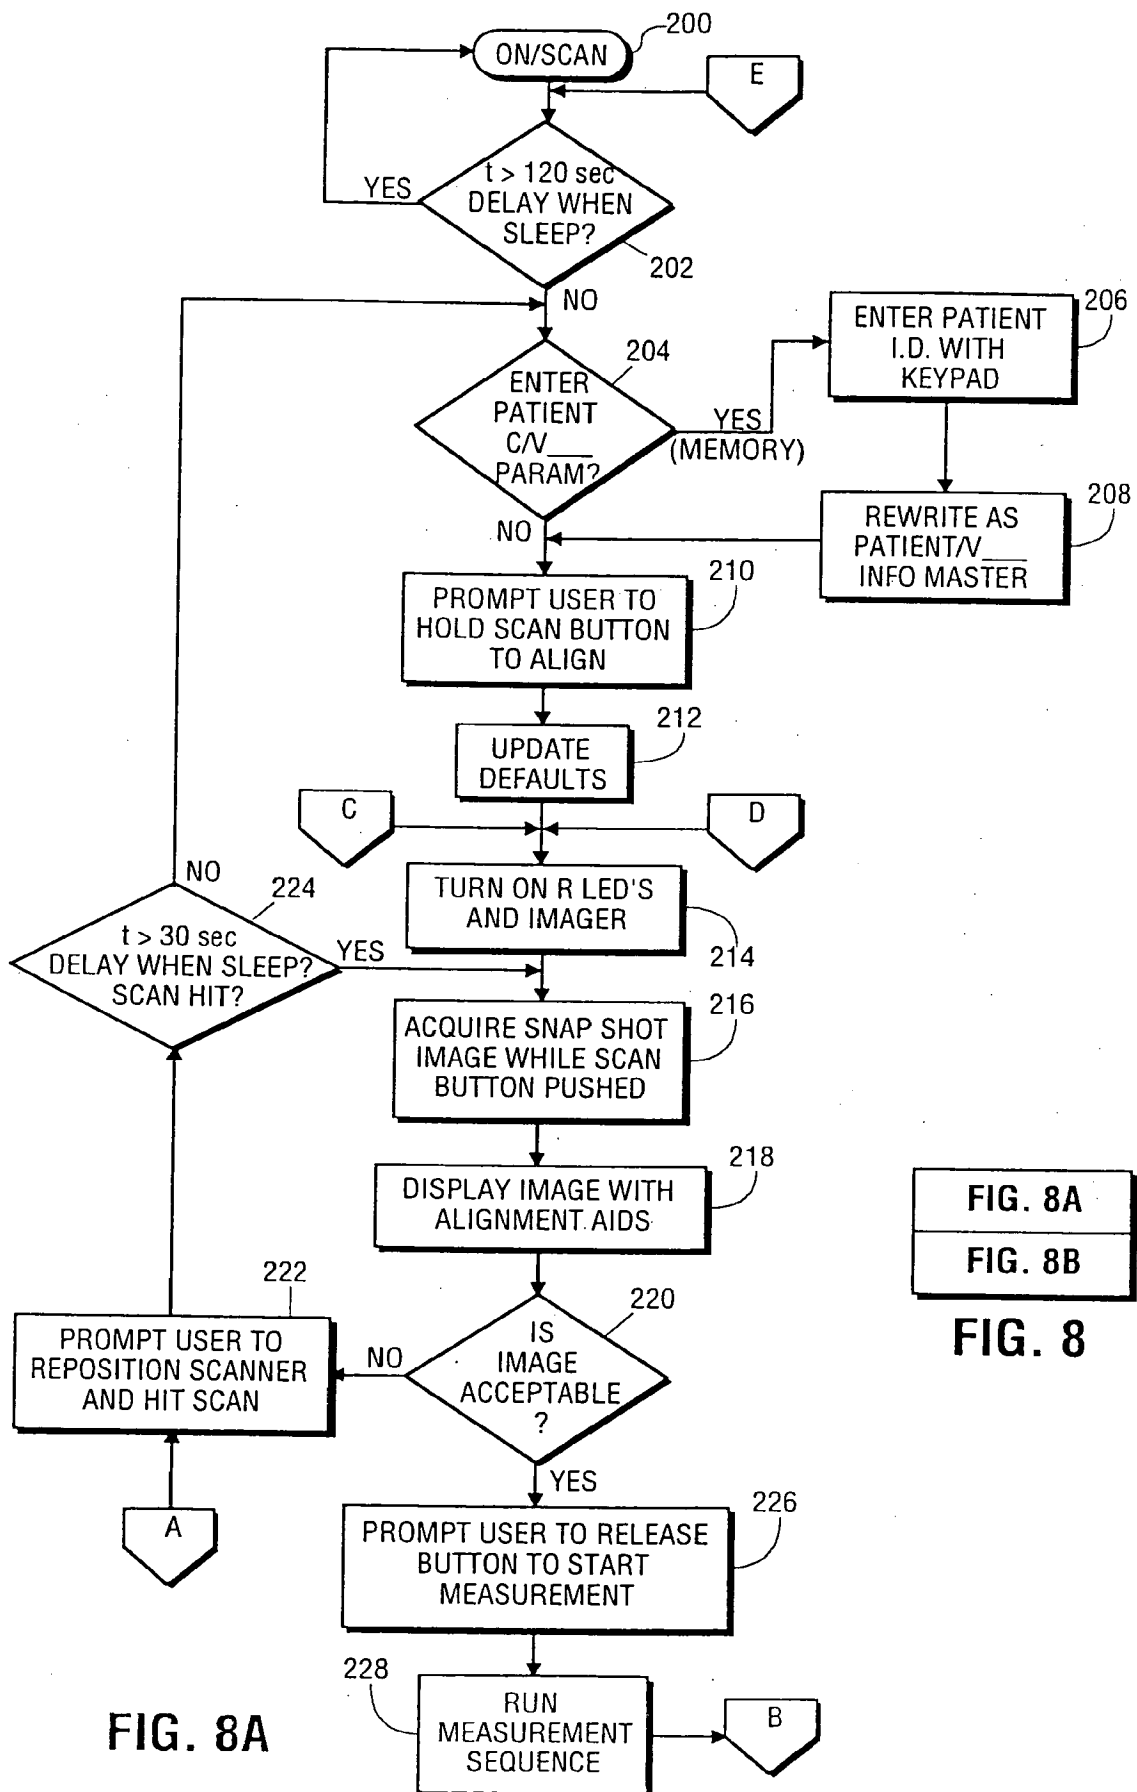 200
ON/SCAN
E
t > 120 sec
DELAY WHEN
SLEEP?
YES
202
NO
204
ENTER
PATIENT
C/V___
PARAM?
YES
(MEMORY)
206
ENTER PATIENT
I.D. WITH
KEYPAD
208
REWRITE AS
PATIENT/V___
INFO MASTER
NO
210
PROMPT USER TO
HOLD SCAN BUTTON
TO ALIGN
212
UPDATE
DEFAULTS
C
D
TURN ON R LED'S
AND IMAGER
214
NO
224
t > 30 sec
DELAY WHEN SLEEP?
SCAN HIT?
YES
216
ACQUIRE SNAP SHOT
IMAGE WHILE SCAN
BUTTON PUSHED
218
DISPLAY IMAGE WITH
ALIGNMENT AIDS
220
IS
IMAGE
ACCEPTABLE
?
NO
222
PROMPT USER TO
REPOSITION SCANNER
AND HIT SCAN
A
YES
226
PROMPT USER TO RELEASE
BUTTON TO START
MEASUREMENT
228
RUN
MEASUREMENT
SEQUENCE
B
FIG. 8A
FIG. 8B
FIG. 8
FIG. 8A